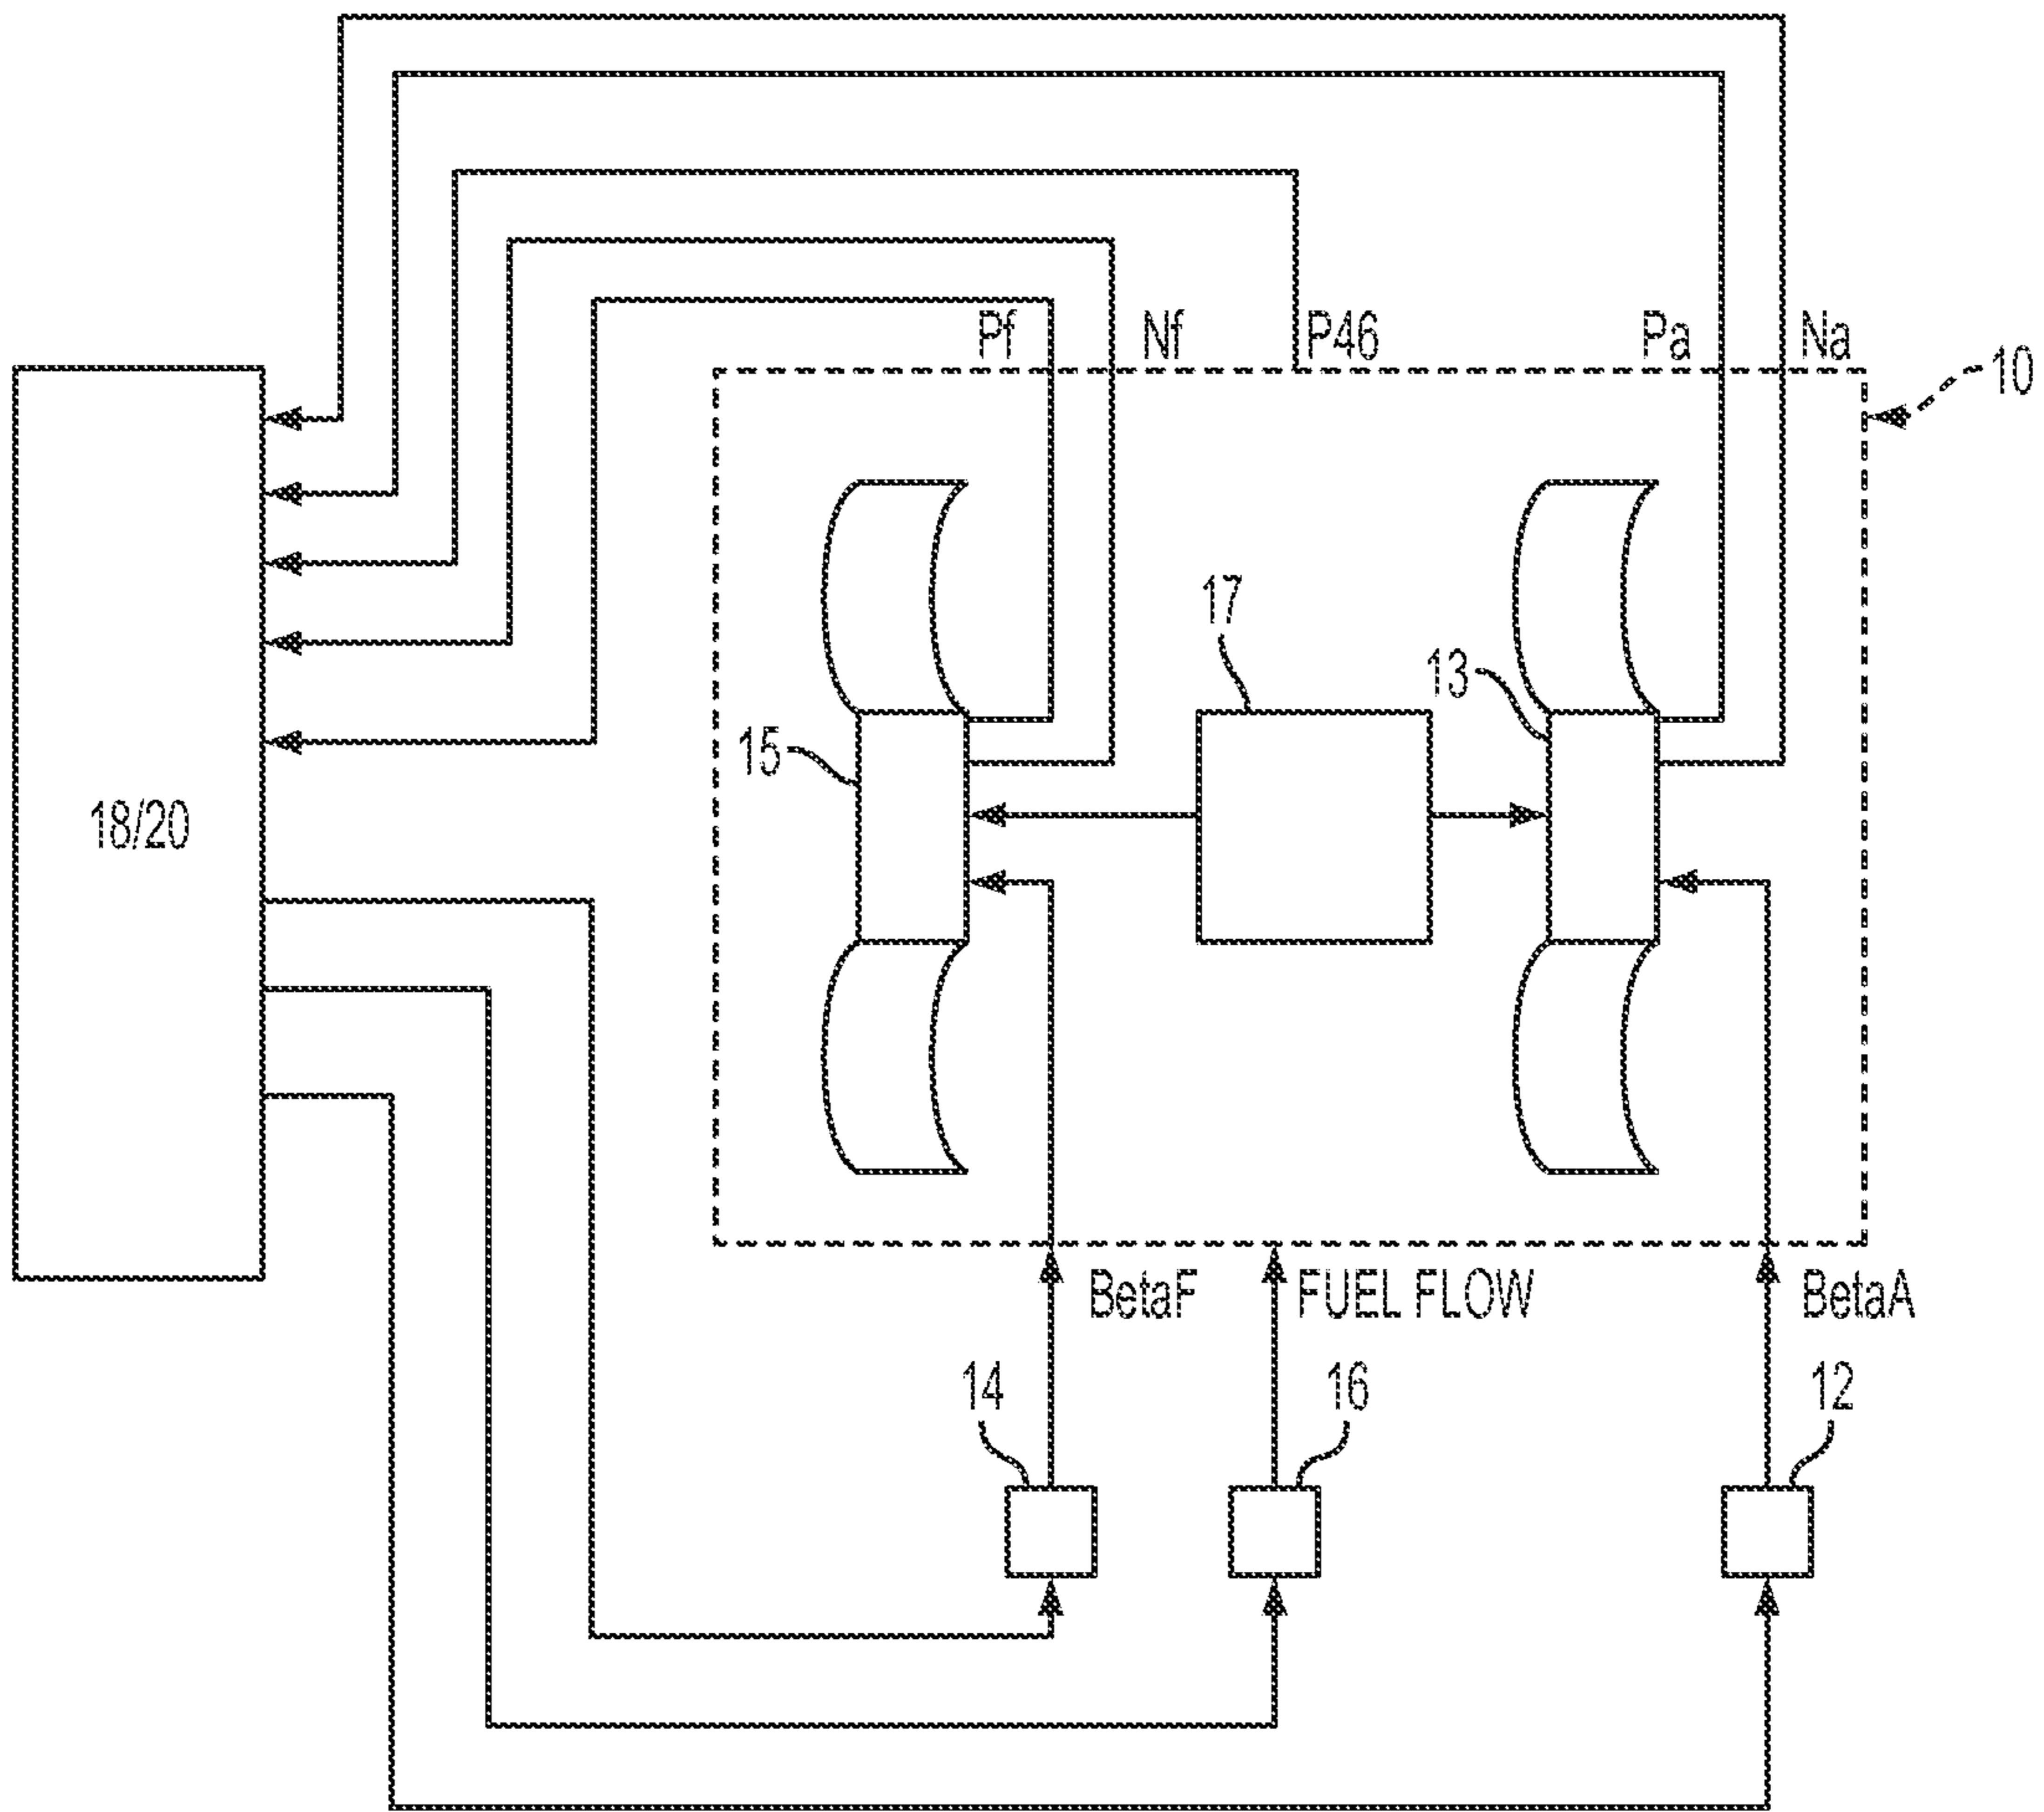 Pf Nf P46 Pa Na
10
17
13
15
18/20
BetaF FUEL FLOW BetaA
14 16 12